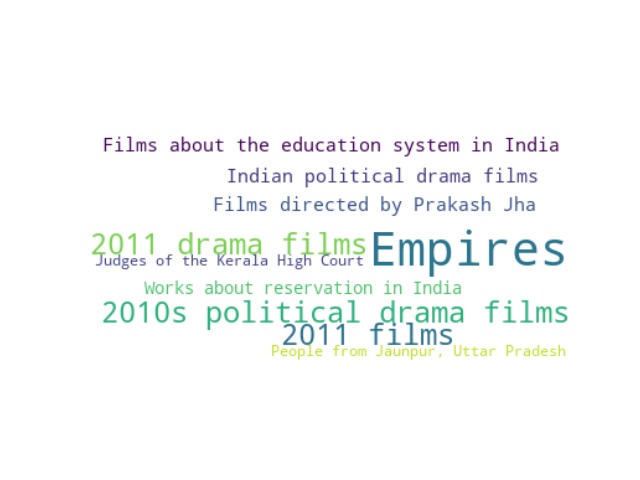 Films about the education system in India
Indian political drama films
Films directed by Prakash Jha
2011 drama films
Empires
Judges of the Kerala High Court
Works about reservation in India
2010s political drama films
2011 films
People from Jaunpur, Uttar Pradesh